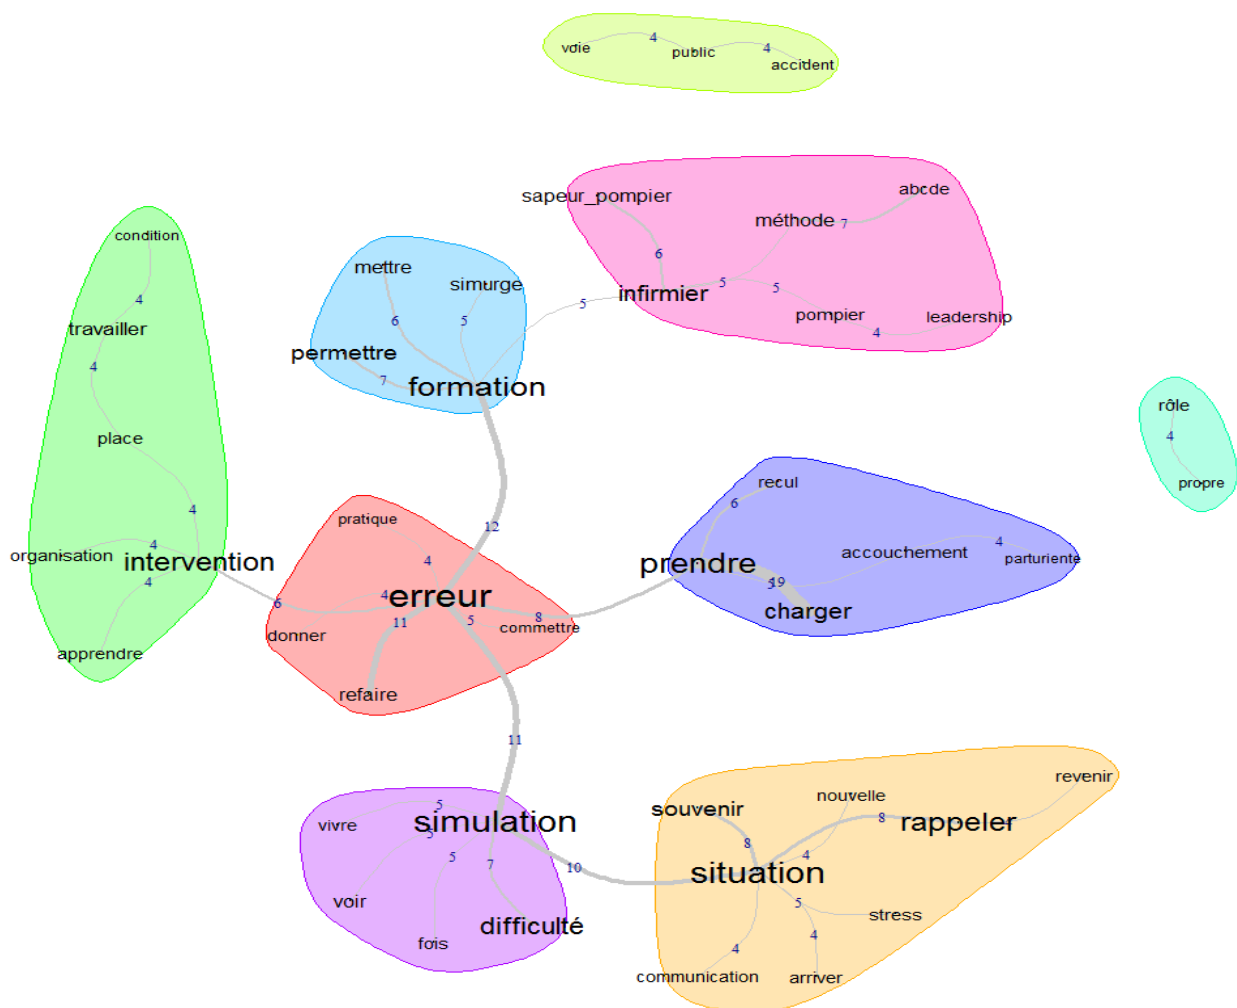 voie
4
public
4
accident
sapeur_pompier
abcde
méthode
7
6
infirmier
5
5
pompier
4
leadership
5
condition
4
travailler
4
place
4
organisation
4
intervention
4
apprendre
6
mettre
simurge
6
5
permettre
7
formation
12
rôle
4
propre
pratique
4
erreur
4
11
5
8
donner
commettre
refaire
recul
6
prendre
accouchement
4
parturiente
19
charger
11
vivre
5
simulation
5
5
7
10
voir
fois
difficulté
souvenir
nouvelle
revenir
8
8
rappeler
4
situation
5
stress
4
4
communication
arriver